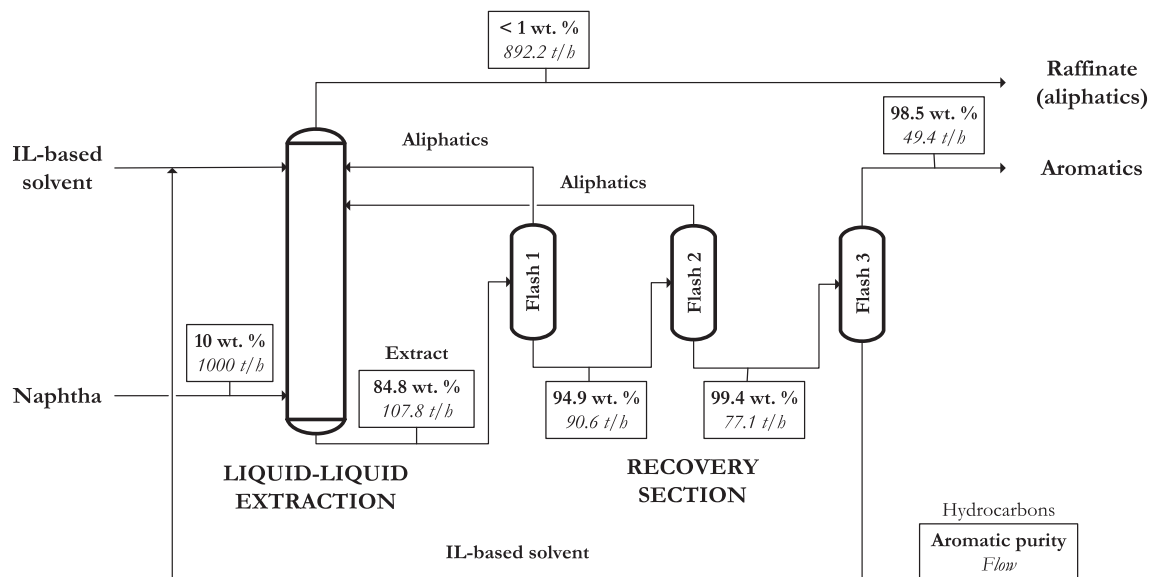 < 1 wt. %
892.2 t/h
Raffinate
(aliphatics)
98.5 wt. %
49.4 t/h
Aromatics
IL-based
solvent
Aliphatics
Aliphatics
Flash 1
Flash 2
Flash 3
10 wt. %
1000 t/h
Naphtha
Extract
84.8 wt. %
107.8 t/h
94.9 wt. %
90.6 t/h
99.4 wt. %
77.1 t/h
LIQUID-LIQUID
EXTRACTION
RECOVERY
SECTION
IL-based solvent
Hydrocarbons
Aromatic purity
Flow